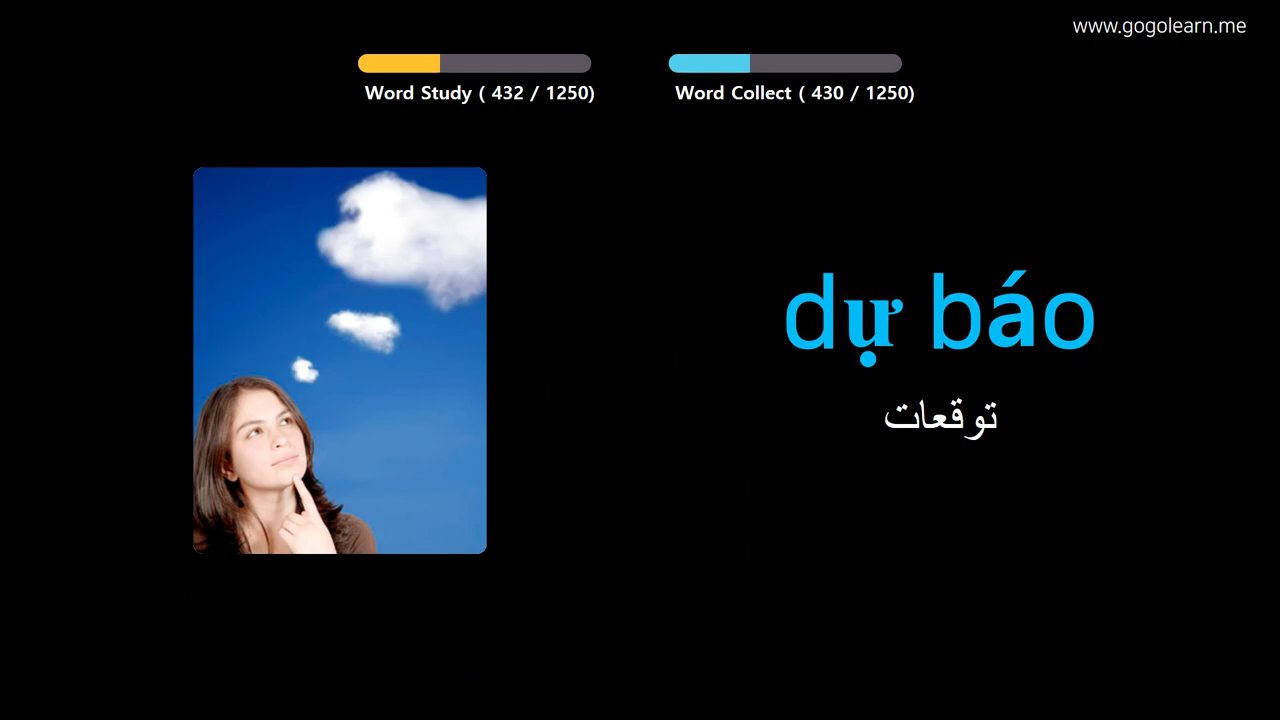 www.gogolearn.me
Word Study ( 432 / 1250)
Word Collect ( 430 / 1250)
dự báo
توقعات